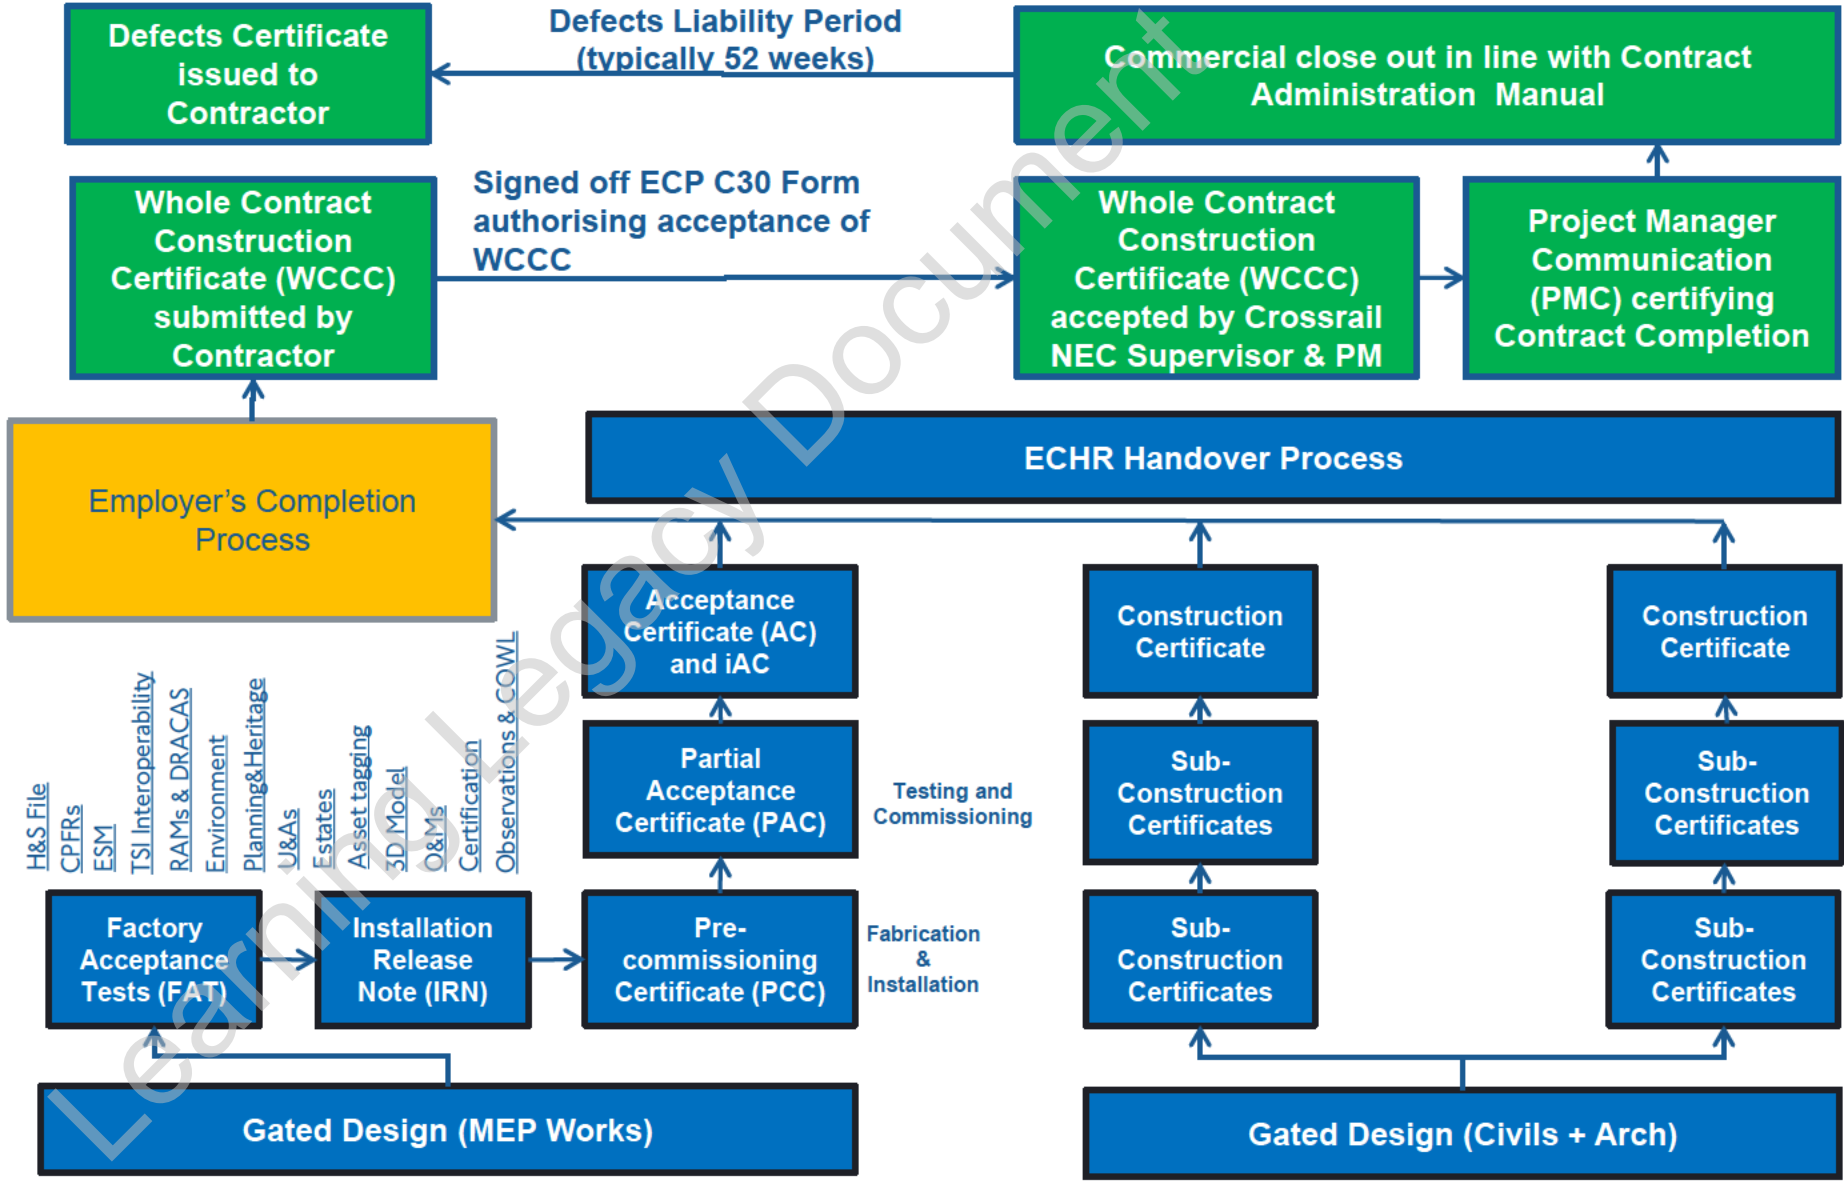 Defects Certificate
issued to
Contractor
Defects Liability Period
(typically 52 weeks)
Commercial close out in line with Contract
Administration Manual
Whole Contract
Construction
Certificate (WCCC)
submitted by
Contractor
Signed off ECP C30 Form
authorising acceptance of
WCCC
Whole Contract
Construction
Certificate (WCCC)
accepted by Crossrail
NEC Supervisor & PM
Project Manager
Communication
(PMC) certifying
Contract Completion
Employer's Completion
Process
ECHR Handover Process
Acceptance
Certificate (AC)
and iAC
Construction
Certificate
Construction
Certificate
H&S File
CPFRs
ESM
TSI Interoperability
RAMs & DRACAS
Environment
Planning&Heritage
U&As
Estates
Asset tagging
3D Model
O&Ms
Certification
Observations & COWL
Partial
Acceptance
Certificate (PAC)
Testing and
Commissioning
Sub-
Construction
Certificates
Sub-
Construction
Certificates
Factory
Acceptance
Tests (FAT)
Installation
Release
Note (IRN)
Pre-
commissioning
Certificate (PCC)
Fabrication
&
Installation
Sub-
Construction
Certificates
Sub-
Construction
Certificates
Gated Design (MEP Works)
Gated Design (Civils + Arch)
Learning Legacy Document